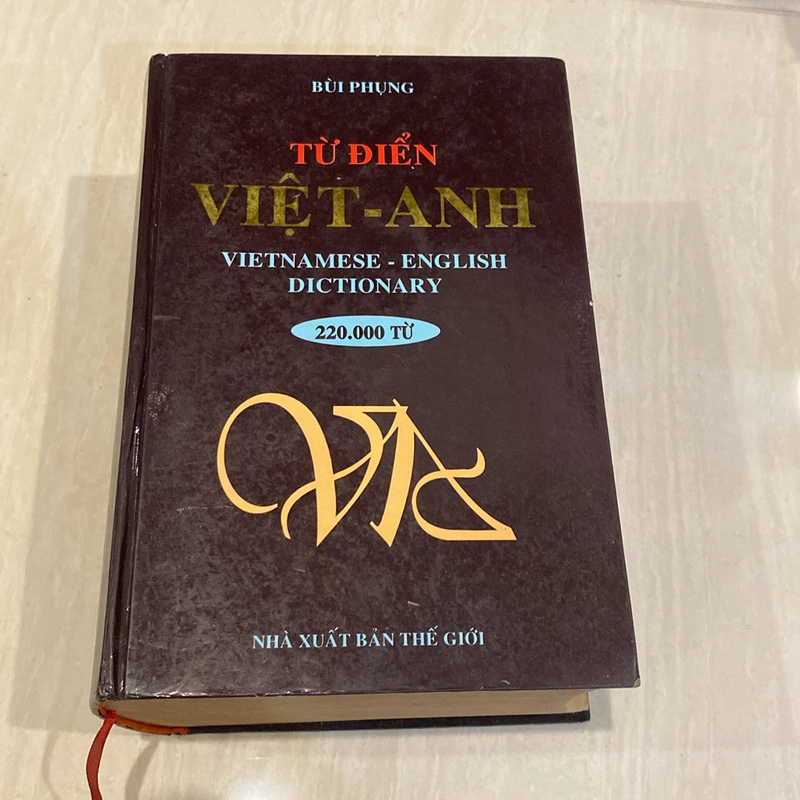 BÙI PHỤNG
TỪ ĐIỂN
VIỆT-ANH
VIETNAMESE - ENGLISH
DICTIONARY
220.000 TỪ
VA
NHÀ XUẤT BẢN THẾ GIỚI